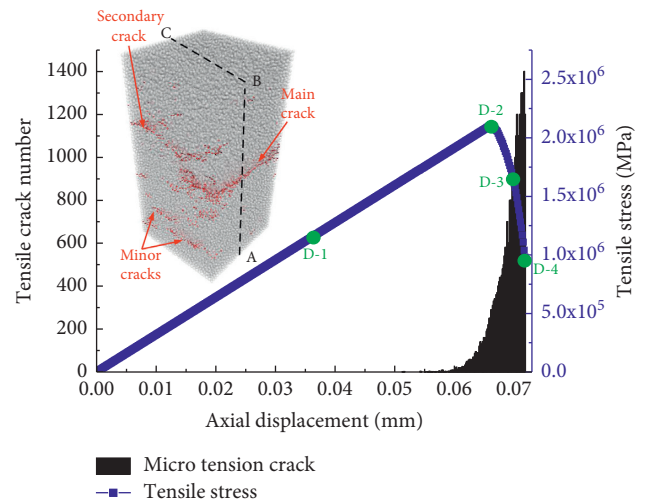 Secondary
crack
C
B
Main
crack
Minor
cracks
A
1400
1200
1000
800
600
400
200
0
Tensile crack number
2.5x10⁶
2.0x10⁶
1.5x10⁶
1.0x10⁶
5.0x10⁵
0.0
Tensile stress (MPa)
D-1
D-2
D-3
D-4
0.00 0.01 0.02 0.03 0.04 0.05 0.06 0.07
Axial displacement (mm)
Micro tension crack
Tensile stress